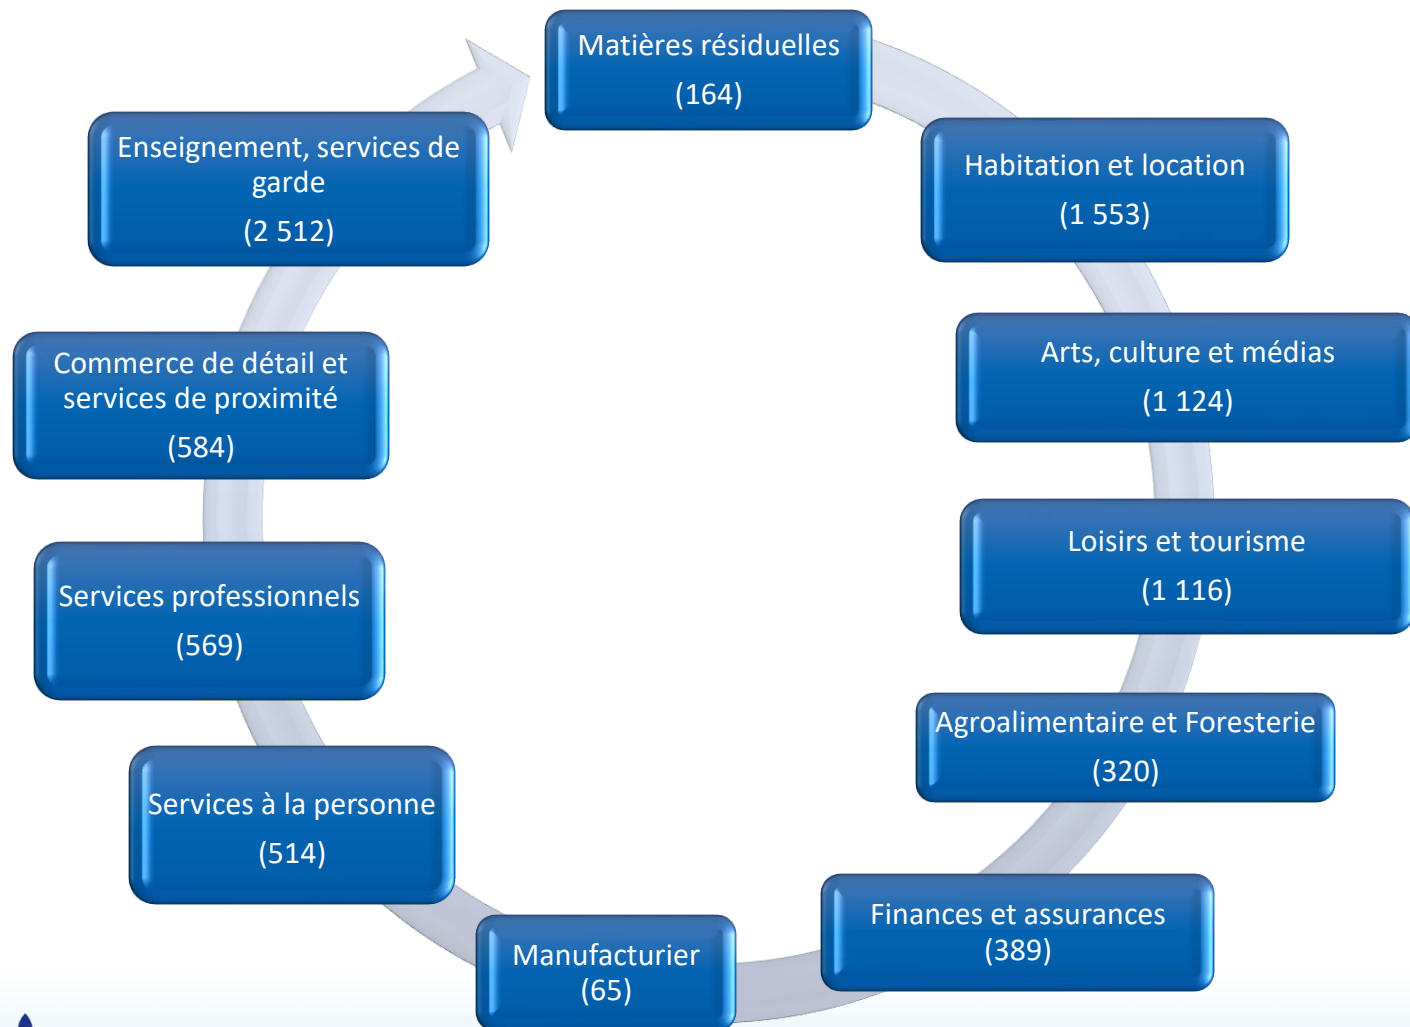 Matières résiduelles
(164)
Habitation et location
(1 553)
Arts, culture et médias
(1 124)
Loisirs et tourisme
(1 116)
Agroalimentaire et Foresterie
(320)
Finances et assurances
(389)
Manufacturier
(65)
Services à la personne
(514)
Services professionnels
(569)
Commerce de détail et
services de proximité
(584)
Enseignement, services de
garde
(2 512)